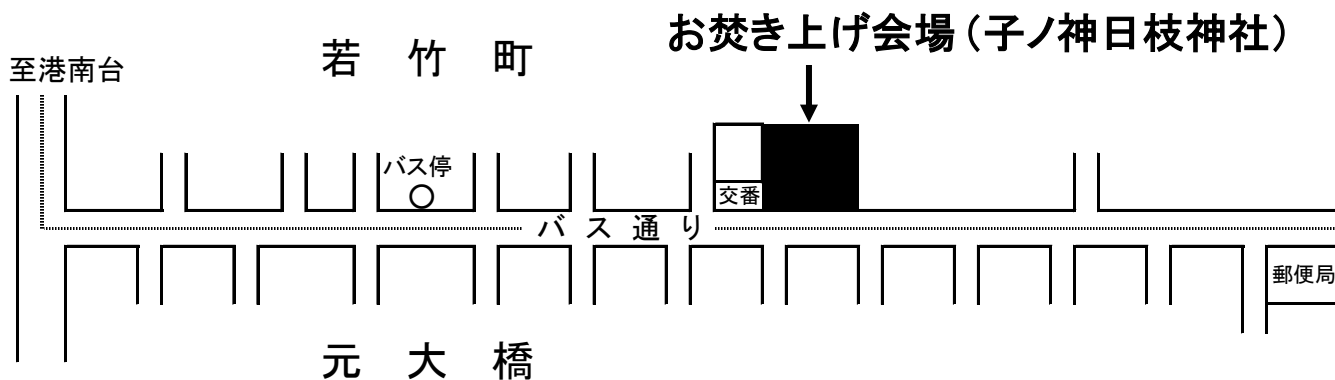 お焚き上げ会場（子ノ神日枝神社）
若竹町
至港南台
バス停
交番
バス通り
郵便局
元大橋